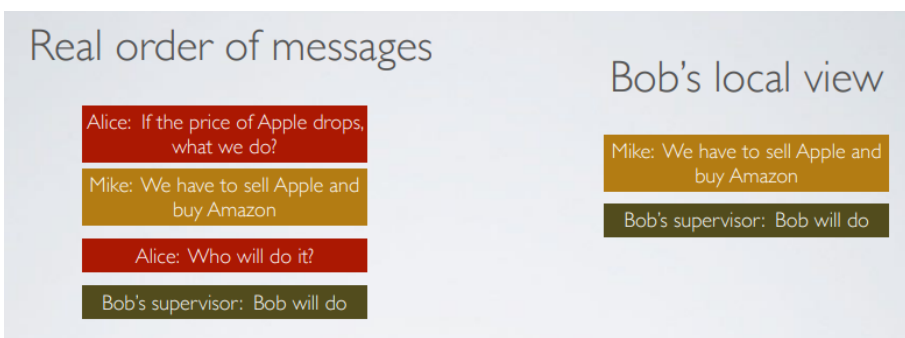 Real order of messages
Alice: If the price of Apple drops,
what we do?
Mike: We have to sell Apple and
buy Amazon
Alice: Who will do it?
Bob's supervisor: Bob will do
Bob's local view
Mike: We have to sell Apple and
buy Amazon
Bob's supervisor: Bob will do